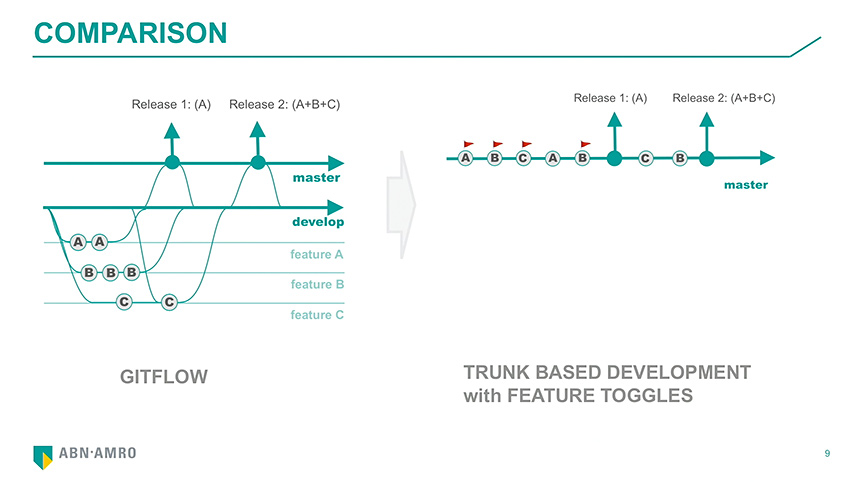 COMPARISON
Release 1: (A)
Release 2: (A+B+C)
master
develop
A
A
feature A
B
B
B
feature B
C
C
feature C
GITFLOW
Release 1: (A)
Release 2: (A+B+C)
A
B
C
A
B
C
B
master
TRUNK BASED DEVELOPMENT
with FEATURE TOGGLES
ABN·AMRO
9